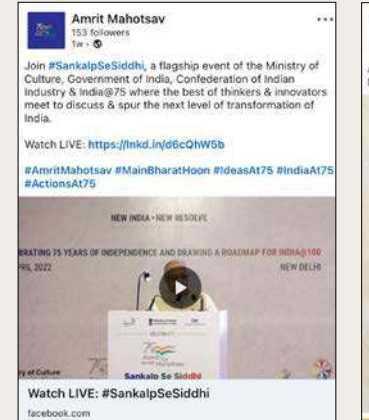 Amrit Mahotsav
153 followers
1w
Join #SankalpSeSiddhi, a flagship event of the Ministry of
Culture, Government of India, Confederation of Indian
Industry & India@75 where the best of thinkers & innovators
meet to discuss & spur the next level of transformation of
India.
Watch LIVE: https://lnkd.in/d6cQhW5b
#AmritMahotsav #MainBharatHoon #IdeasAt75 #IndiaAt75
#ActionsAt75
NEW INDIA • NEW RESOLVE
BRATING 75 YEARS OF INDEPENDENCE AND DRAWING A ROADMAP FOR INDIA@100
PRIL 2022 NEW DELHI
ry of Culture
Sankalp Se Siddhi
Watch LIVE: #SankalpSeSiddhi
facebook.com